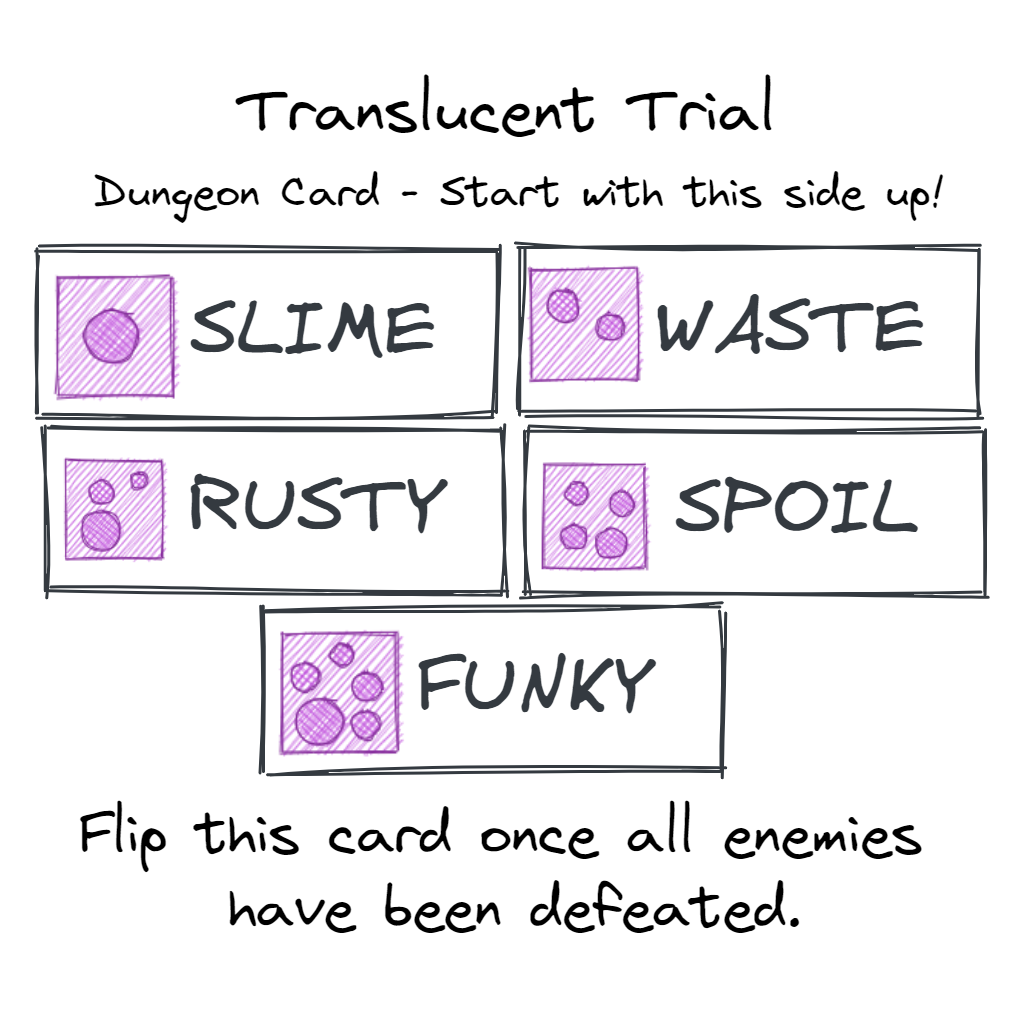 Translucent Trial
Dungeon Card - Start with this side up!
SLIME
WASTE
RUSTY
SPOIL
FUNKY
Flip this card once all enemies
have been defeated.